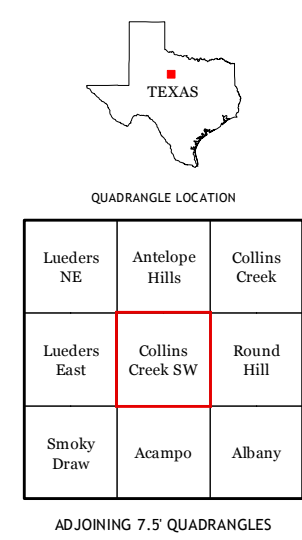 TEXAS
QUADRANGLE LOCATION
Lueders
NE
Antelope
Hills
Collins
Creek
Lueders
East
Collins
Creek SW
Round
Hill
Smoky
Draw
Acampo
Albany
ADJOINING 7.5' QUADRANGLES